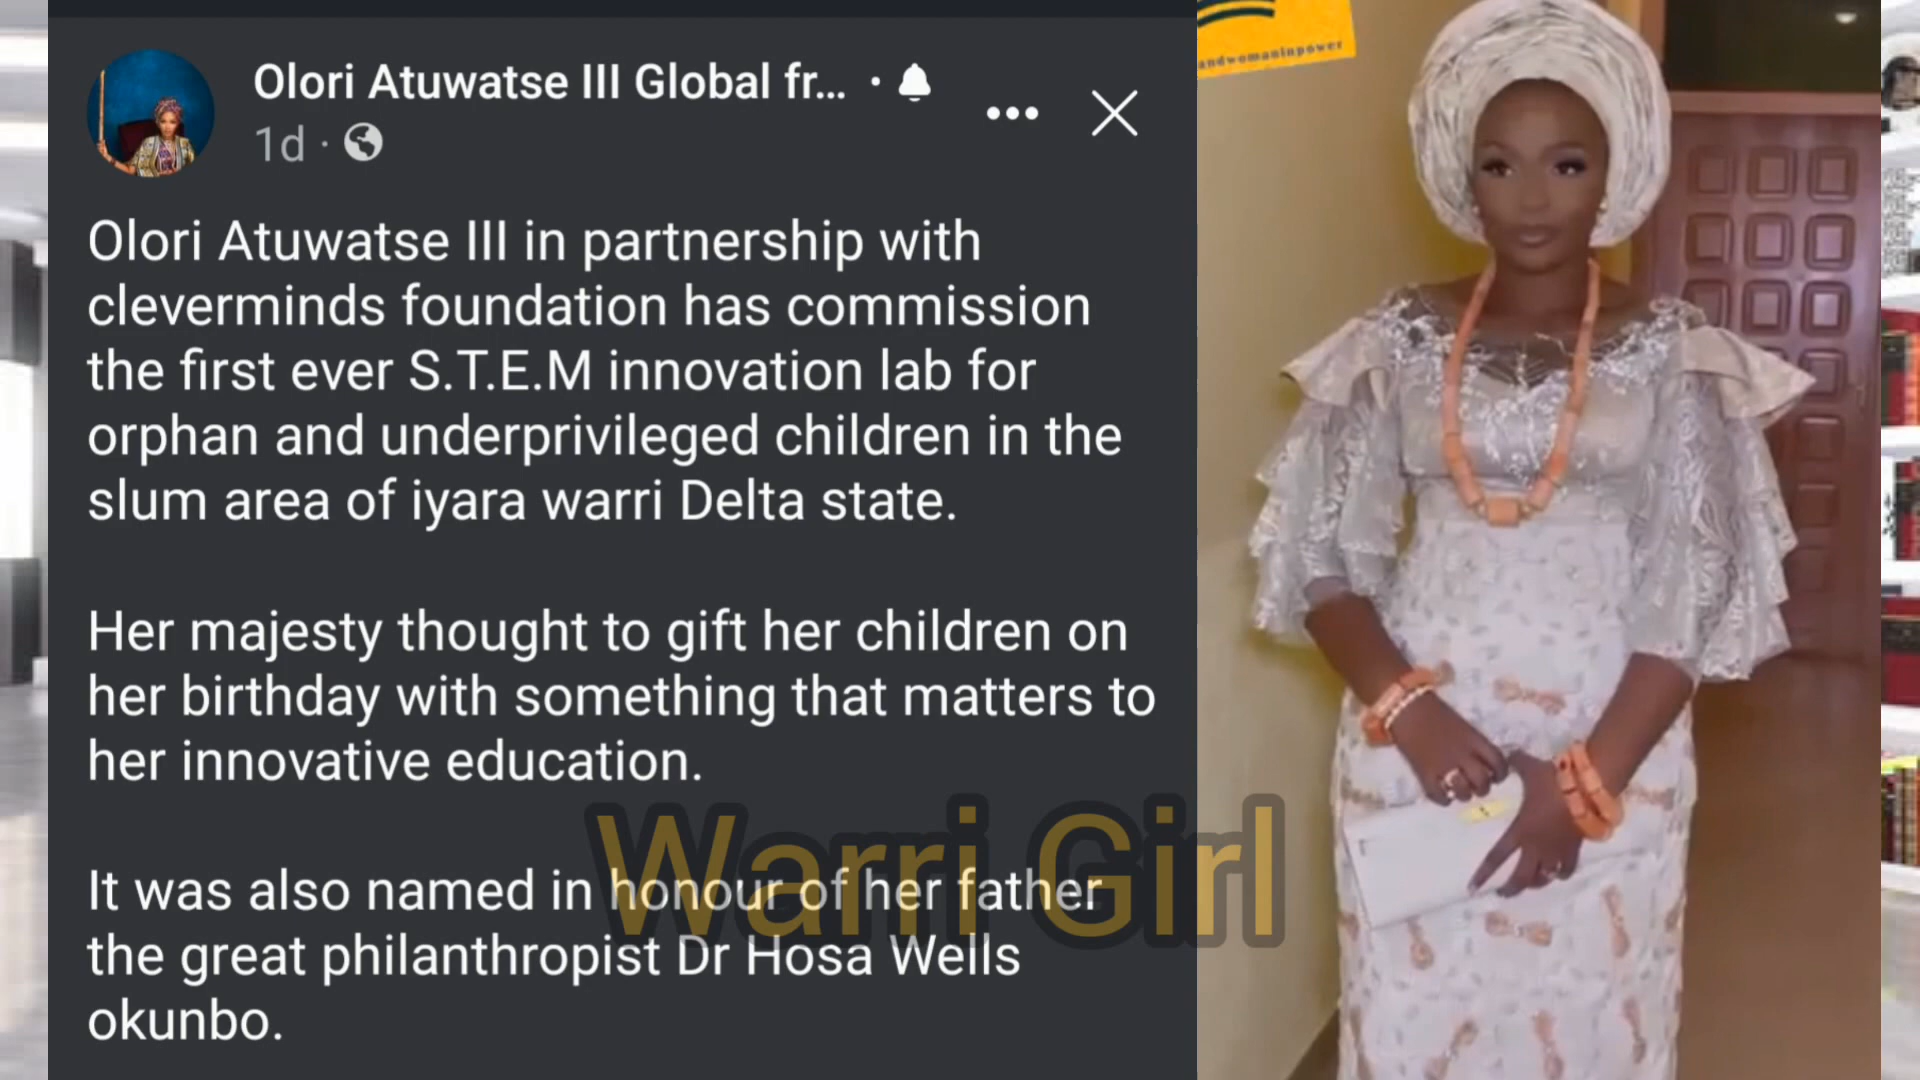 Olori Atuwatse III Global fr... ·
1d ·
Olori Atuwatse III in partnership with
cleverminds foundation has commission
the first ever S.T.E.M innovation lab for
orphan and underprivileged children in the
slum area of iyara warri Delta state.
Her majesty thought to gift her children on
her birthday with something that matters to
her innovative education.
It was also named in honour of her father
the great philanthropist Dr Hosa Wells
okunbo.
Warri Girl
andwomaninpower